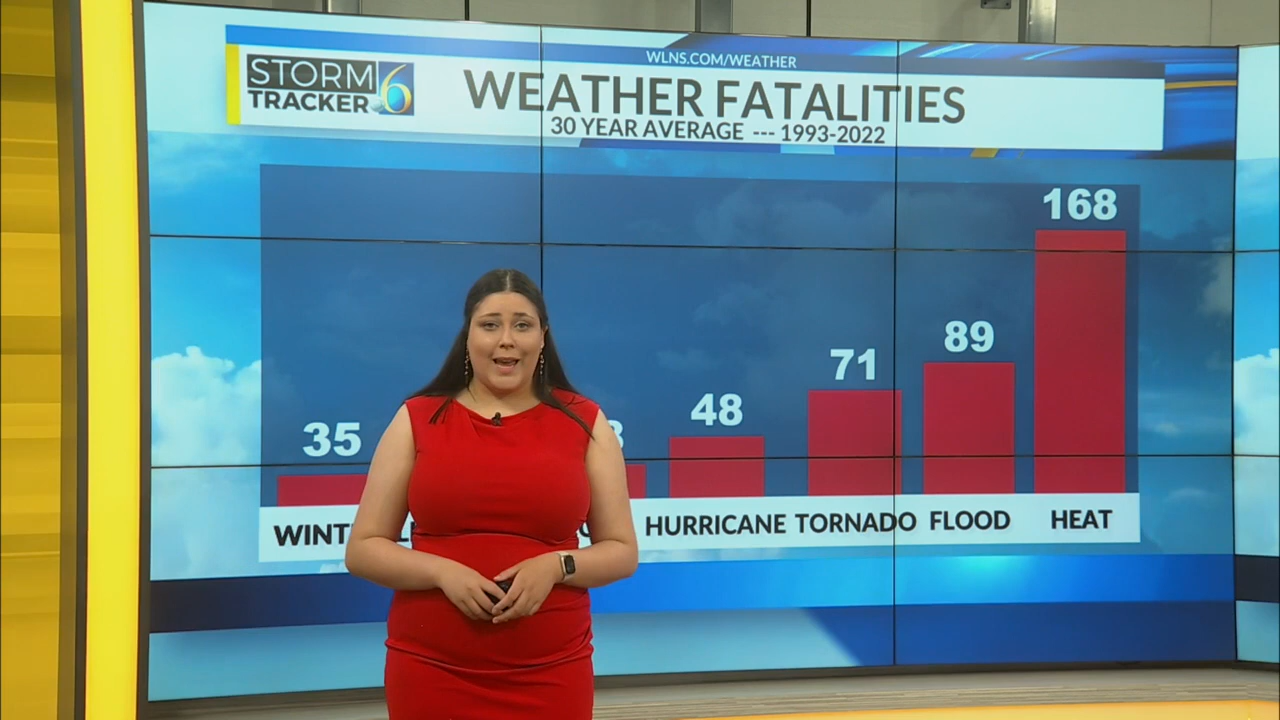 WLNS.COM/WEATHER
STORM
TRACKER 6
WEATHER FATALITIES
30 YEAR AVERAGE --- 1993-2022
168
89
71
48
35
HURRICANE TORNADO FLOOD HEAT